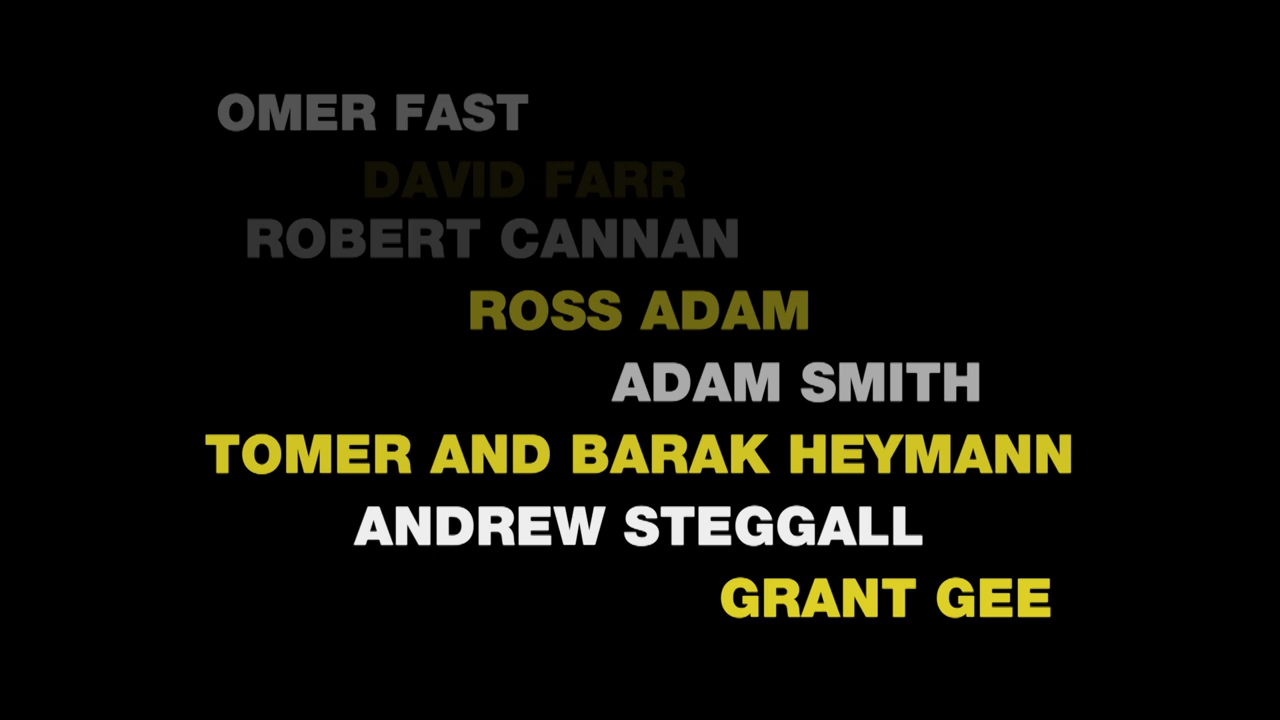 OMER FAST
DAVID FARR
ROBERT CANNAN
ROSS ADAM
ADAM SMITH
TOMER AND BARAK HEYMANN
ANDREW STEGGALL
GRANT GEE